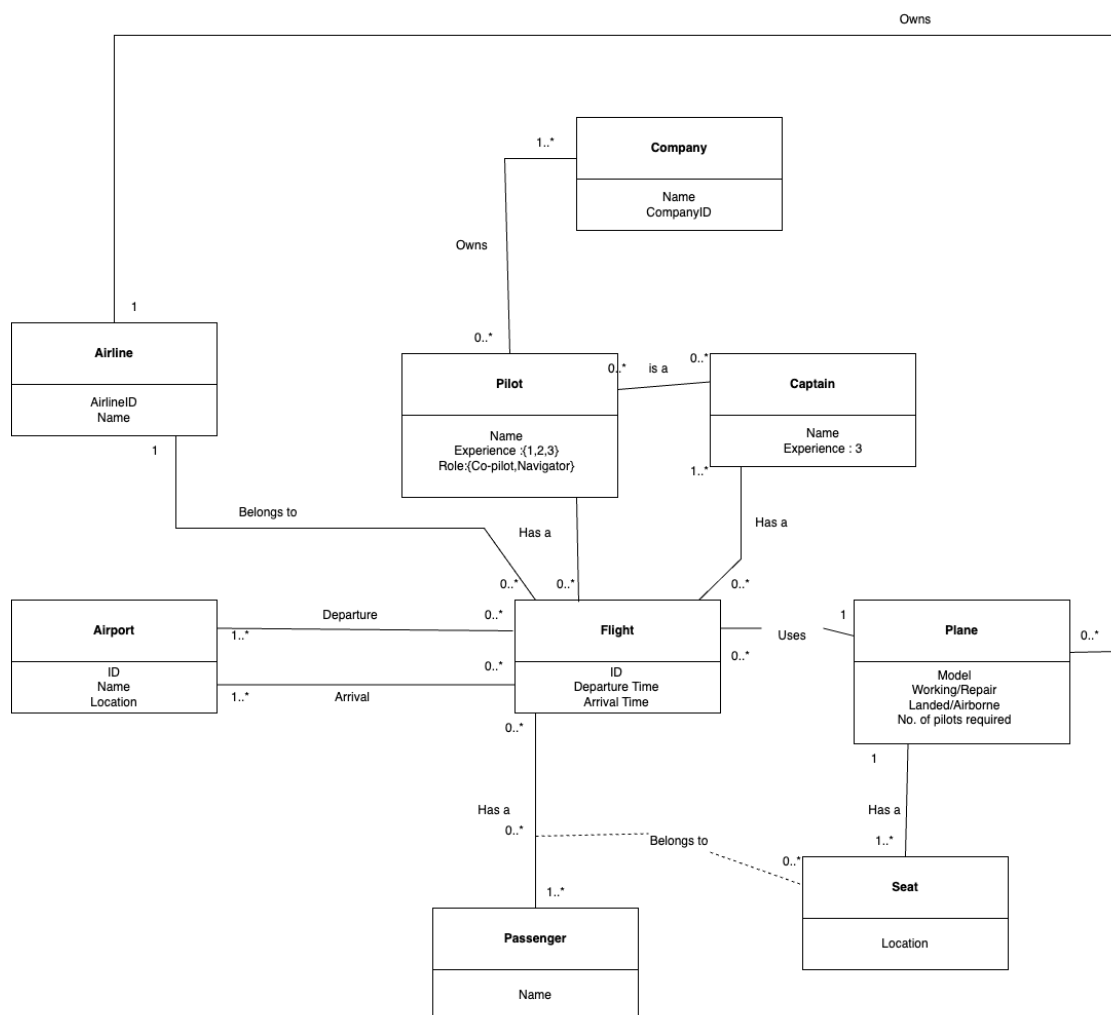 Owns
1..*
Company
Name
CompanyID
Owns
1
0..*
Airline
AirlineID
Name
Pilot
Name
Experience :{1,2,3}
Role:{Co-pilot,Navigator}
0..*
is a
0..*
Captain
Name
Experience : 3
1
1..*
Belongs to
Has a
Has a
0..*
0..*
0..*
Airport
ID
Name
Location
Departure
1..*
0..*
Arrival
1..*
0..*
Flight
ID
Departure Time
Arrival Time
Uses
0..*
1
Plane
Model
Working/Repair
Landed/Airborne
No. of pilots required
0..*
0..*
1
Has a
0..*
Belongs to
Has a
1..*
0..*
1..*
Seat
Location
Passenger
Name